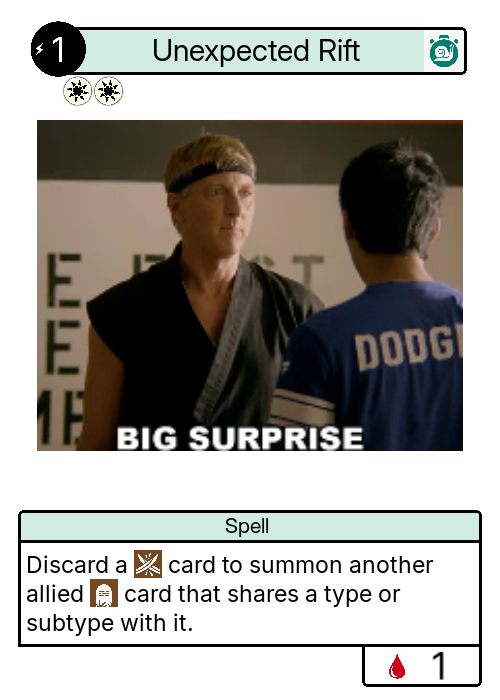 1
Unexpected Rift
E F ST
E
ME
DODG
BIG SURPRISE
Spell
Discard a card to summon another
allied card that shares a type or
subtype with it.
1